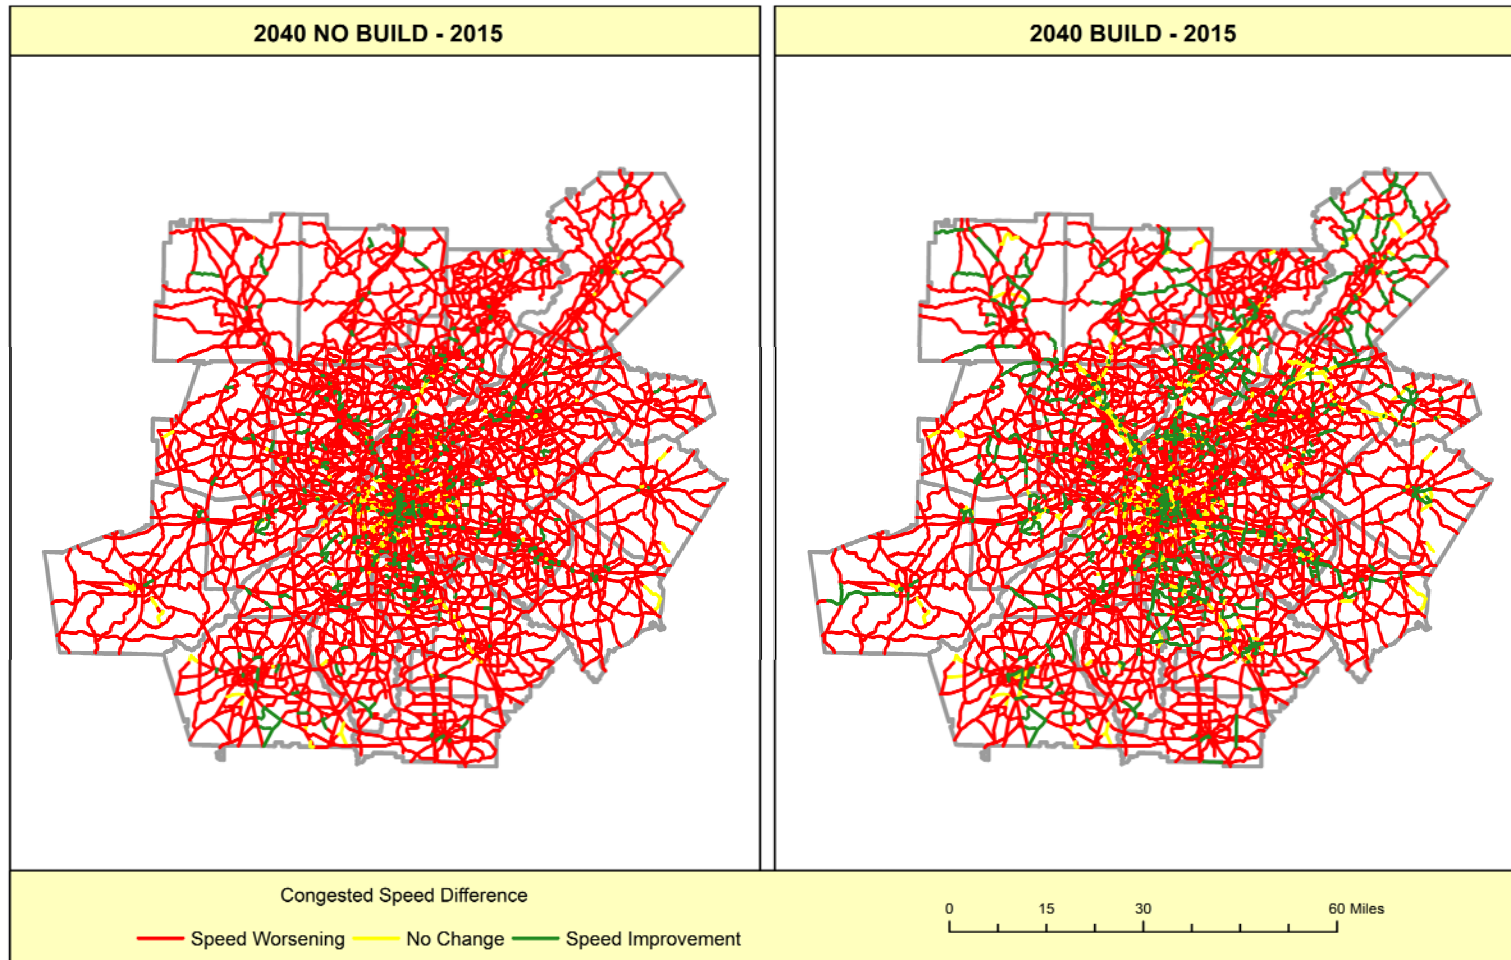 2040 NO BUILD - 2015
2040 BUILD - 2015
Congested Speed Difference
Speed Worsening No Change Speed Improvement
0 15 30 60 Miles